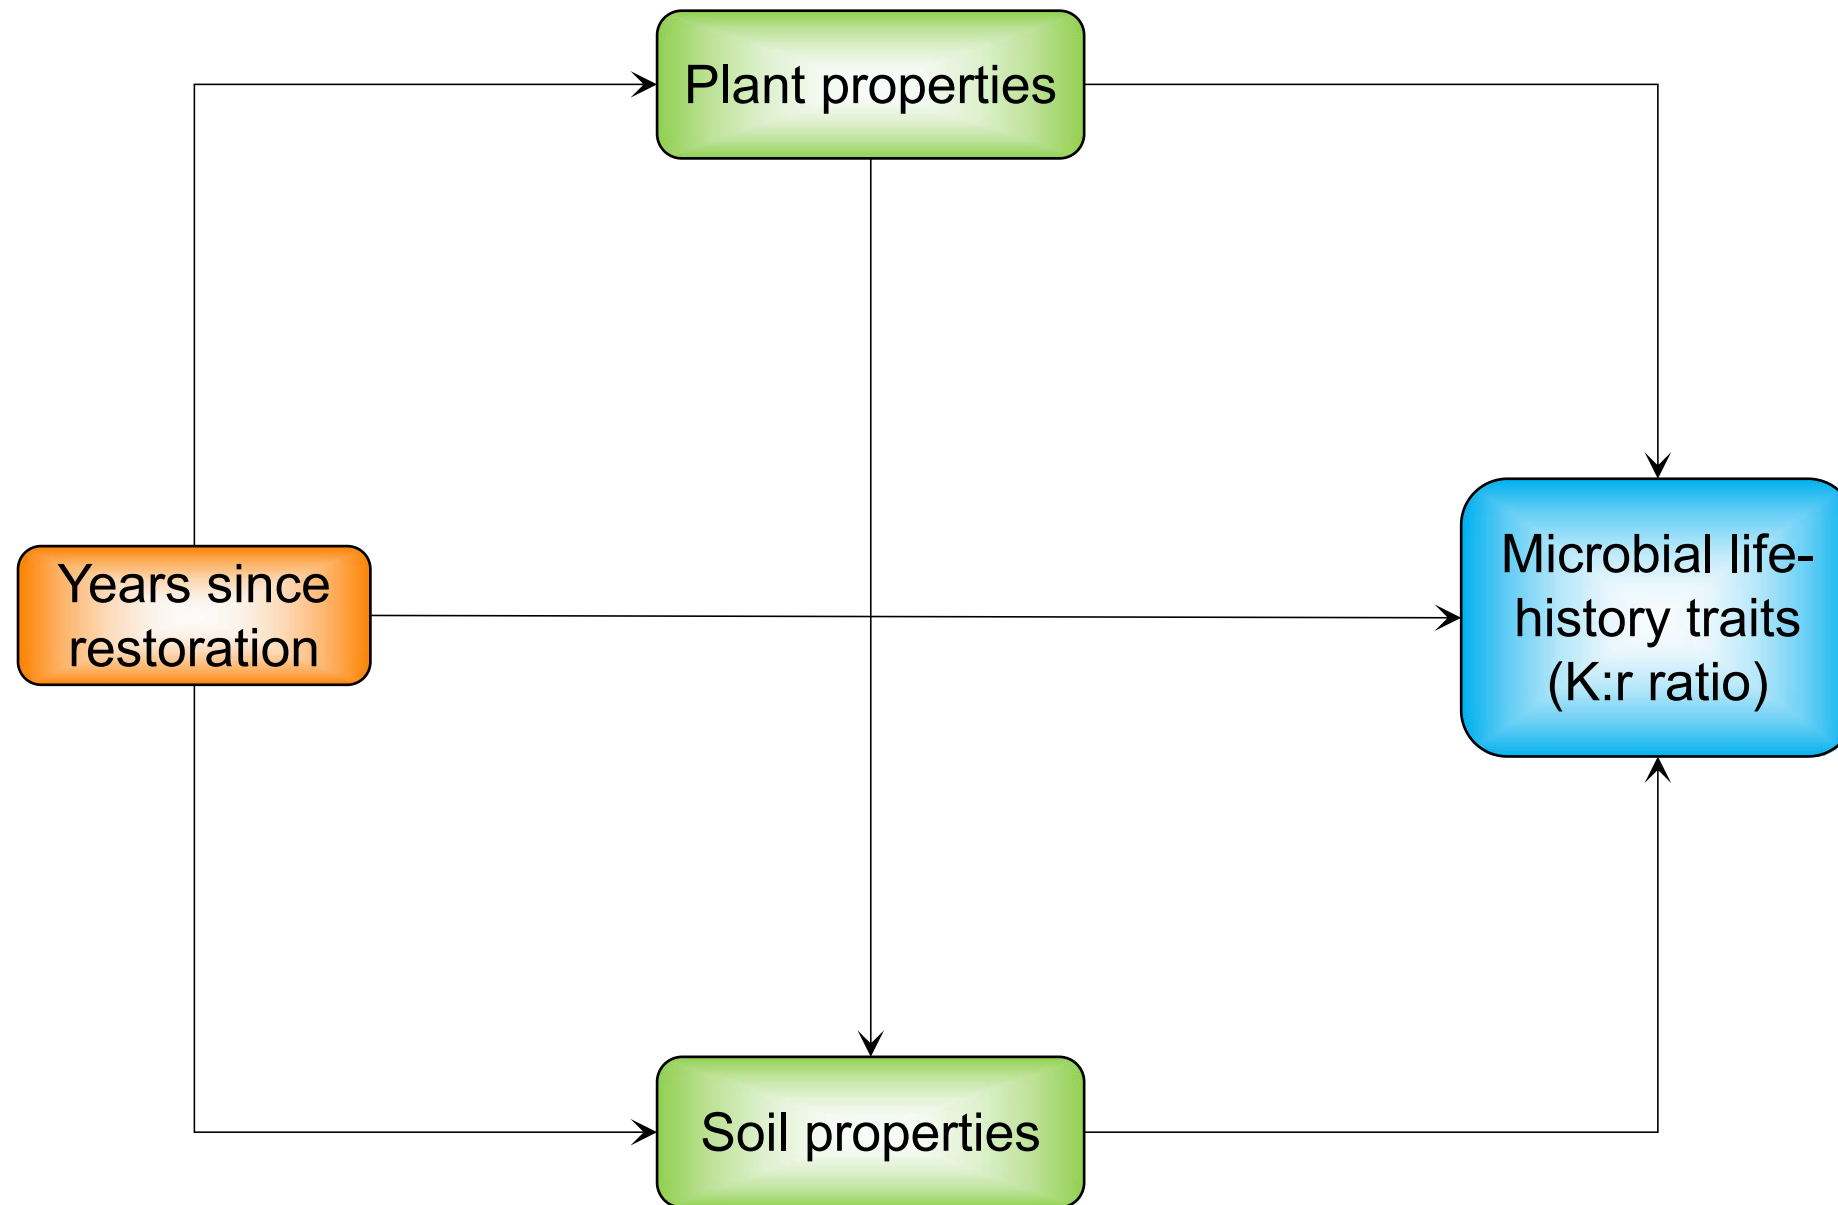 Plant properties
Years since
restoration
Microbial life-
history traits
(K:r ratio)
Soil properties